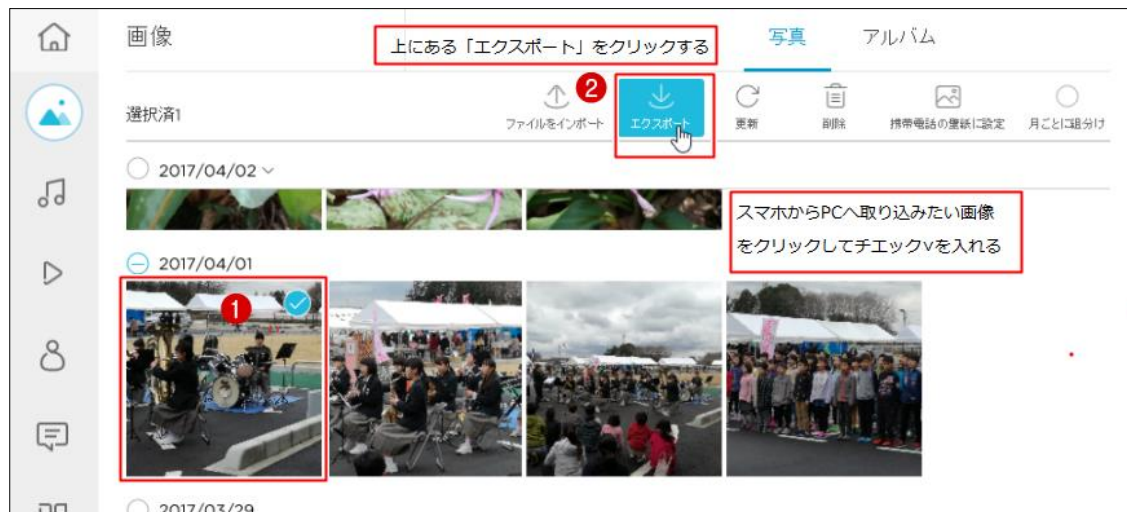 画像
上にある「エクスポート」をクリックする
写真
アルバム
選択済1
2
ファイルをインポート
エクスポート
更新
削除
携帯電話の壁紙に設定
月ごとに組分け
2017/04/02
スマホからPCへ取り込みたい画像
をクリックしてチエック∨を入れる
2017/04/01
1
2017/03/29